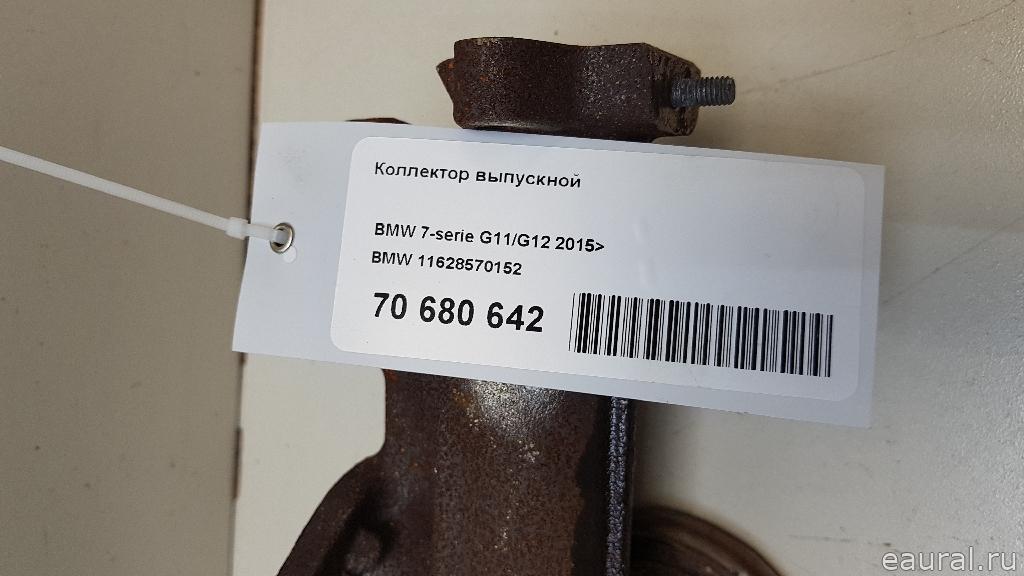 Коллектор выпускной
BMW 7-serie G11/G12 2015>
BMW 11628570152
70 680 642
eaural.ru